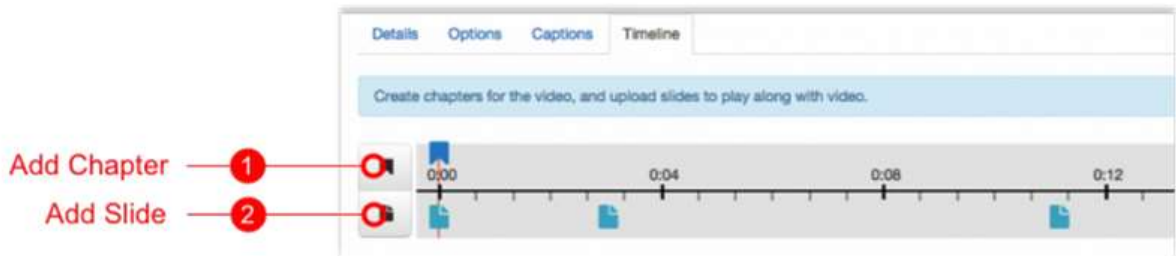 Details Options Captions Timeline
Create chapters for the video, and upload slides to play along with video.
Add Chapter 1
0:00 0:04 0:08 0:12
Add Slide 2